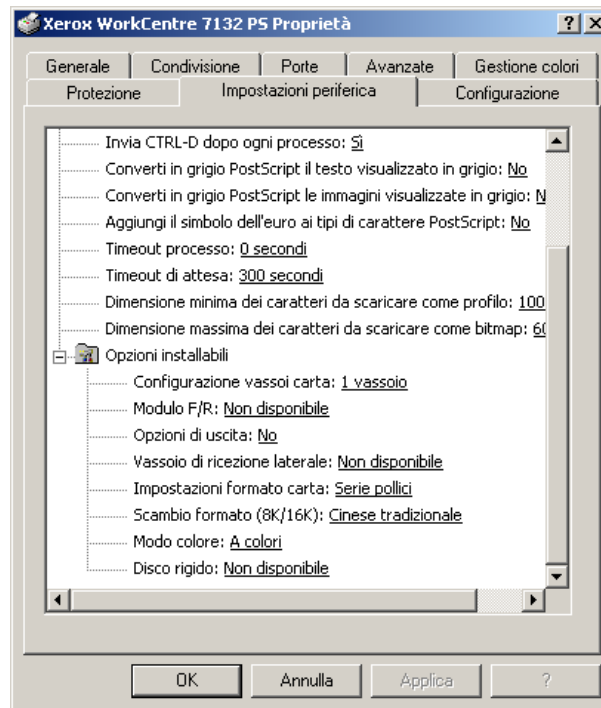 Xerox WorkCentre 7132 PS Proprietà
Generale Condivisione Porte Avanzate Gestione colori
Protezione Impostazioni periferica Configurazione
Invia CTRL-D dopo ogni processo: Sì
Converti in grigio PostScript il testo visualizzato in grigio: No
Converti in grigio PostScript le immagini visualizzate in grigio: N
Aggiungi il simbolo dell'euro ai tipi di carattere PostScript: No
Timeout processo: 0 secondi
Timeout di attesa: 300 secondi
Dimensione minima dei caratteri da scaricare come profilo: 100
Dimensione massima dei caratteri da scaricare come bitmap: 60
Opzioni installabili
Configurazione vassoi carta: 1 vassoio
Modulo F/R: Non disponibile
Opzioni di uscita: No
Vassoio di ricezione laterale: Non disponibile
Impostazioni formato carta: Serie pollici
Scambio formato (8K/16K): Cinese tradizionale
Modo colore: A colori
Disco rigido: Non disponibile
OK Annulla Applica ?